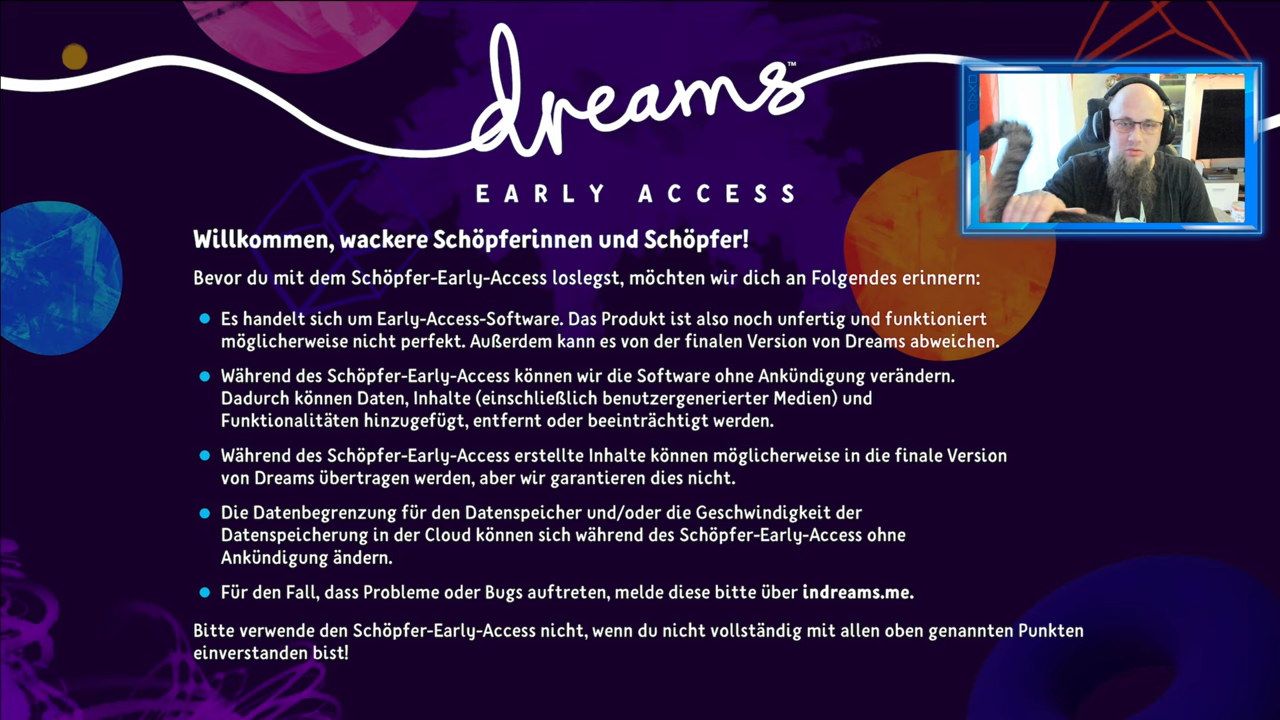 dreams™
EARLY ACCESS
Willkommen, wackere Schöpferinnen und Schöpfer!
Bevor du mit dem Schöpfer-Early-Access loslegst, möchten wir dich an Folgendes erinnern:
Es handelt sich um Early-Access-Software. Das Produkt ist also noch unfertig und funktioniert
möglicherweise nicht perfekt. Außerdem kann es von der finalen Version von Dreams abweichen.
Während des Schöpfer-Early-Access können wir die Software ohne Ankündigung verändern.
Dadurch können Daten, Inhalte (einschließlich benutzergenerierter Medien) und
Funktionalitäten hinzugefügt, entfernt oder beeinträchtigt werden.
Während des Schöpfer-Early-Access erstellte Inhalte können möglicherweise in die finale Version
von Dreams übertragen werden, aber wir garantieren dies nicht.
Die Datenbegrenzung für den Datenspeicher und/oder die Geschwindigkeit der
Datenspeicherung in der Cloud können sich während des Schöpfer-Early-Access ohne
Ankündigung ändern.
Für den Fall, dass Probleme oder Bugs auftreten, melde diese bitte über indreams.me.
Bitte verwende den Schöpfer-Early-Access nicht, wenn du nicht vollständig mit allen oben genannten Punkten
einverstanden bist!